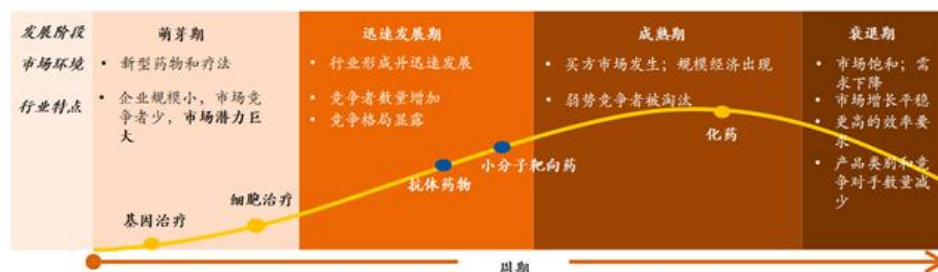 发展阶段
萌芽期
迅速发展期
成熟期
衰退期
市场环境
• 新型药物和疗法
• 行业形成并迅速发展
• 买方市场发生；规模经济出现
• 市场饱和；需
求下降
行业特点
• 企业规模小，市场竞
争者少，市场潜力巨
大
• 竞争者数量增加
• 竞争格局显露
• 弱势竞争者被淘汰
• 市场增长平稳
• 更高的效率要
求
• 产品类别和竞
争对手数量减
少
基因治疗
细胞治疗
抗体药物
小分子靶向药
化药
周期